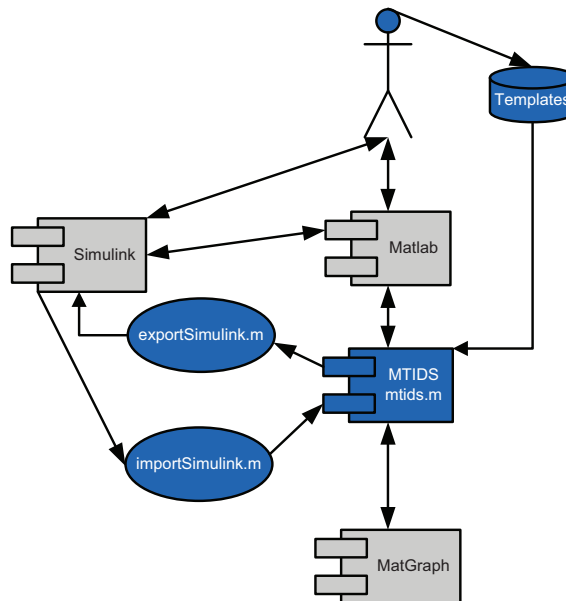 Templates
Simulink
Matlab
exportSimulink.m
MTIDS
mtids.m
importSimulink.m
MatGraph